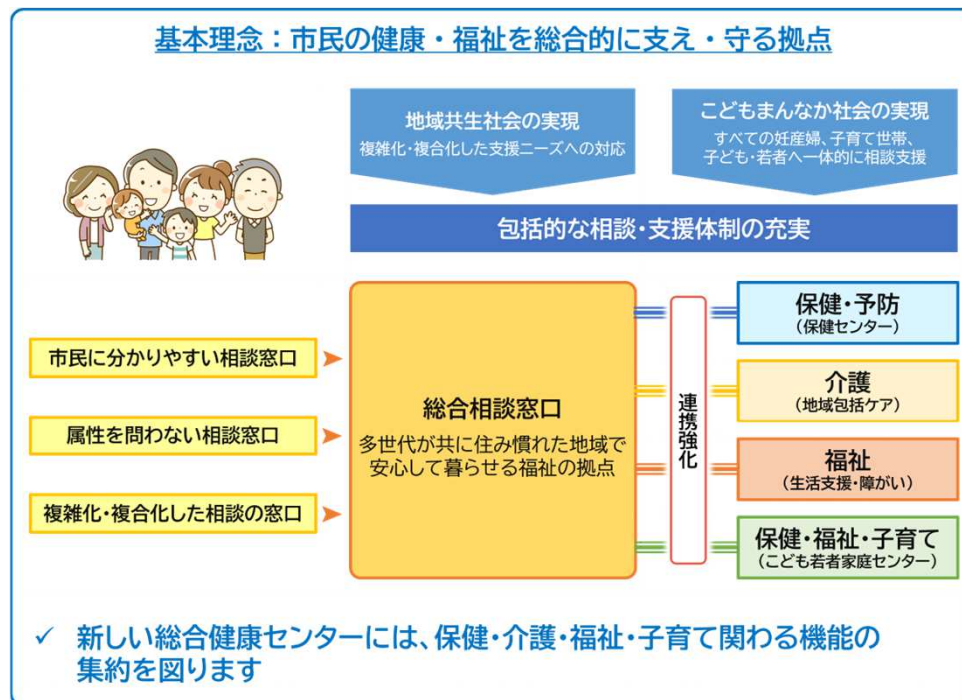 基本理念：市民の健康・福祉を総合的に支え・守る拠点
地域共生社会の実現
複雑化・複合化した支援ニーズへの対応
こどもまんなか社会の実現
すべての妊産婦、子育て世帯、
子ども・若者へ一体的に相談支援
包括的な相談・支援体制の充実
市民に分かりやすい相談窓口
属性を問わない相談窓口
複雑化・複合化した相談の窓口
総合相談窓口
多世代が共に住み慣れた地域で
安心して暮らせる福祉の拠点
連携強化
保健・予防
（保健センター）
介護
（地域包括ケア）
福祉
（生活支援・障がい）
保健・福祉・子育て
（こども若者家庭センター）
✓ 新しい総合健康センターには、保健・介護・福祉・子育て関わる機能の
集約を図ります